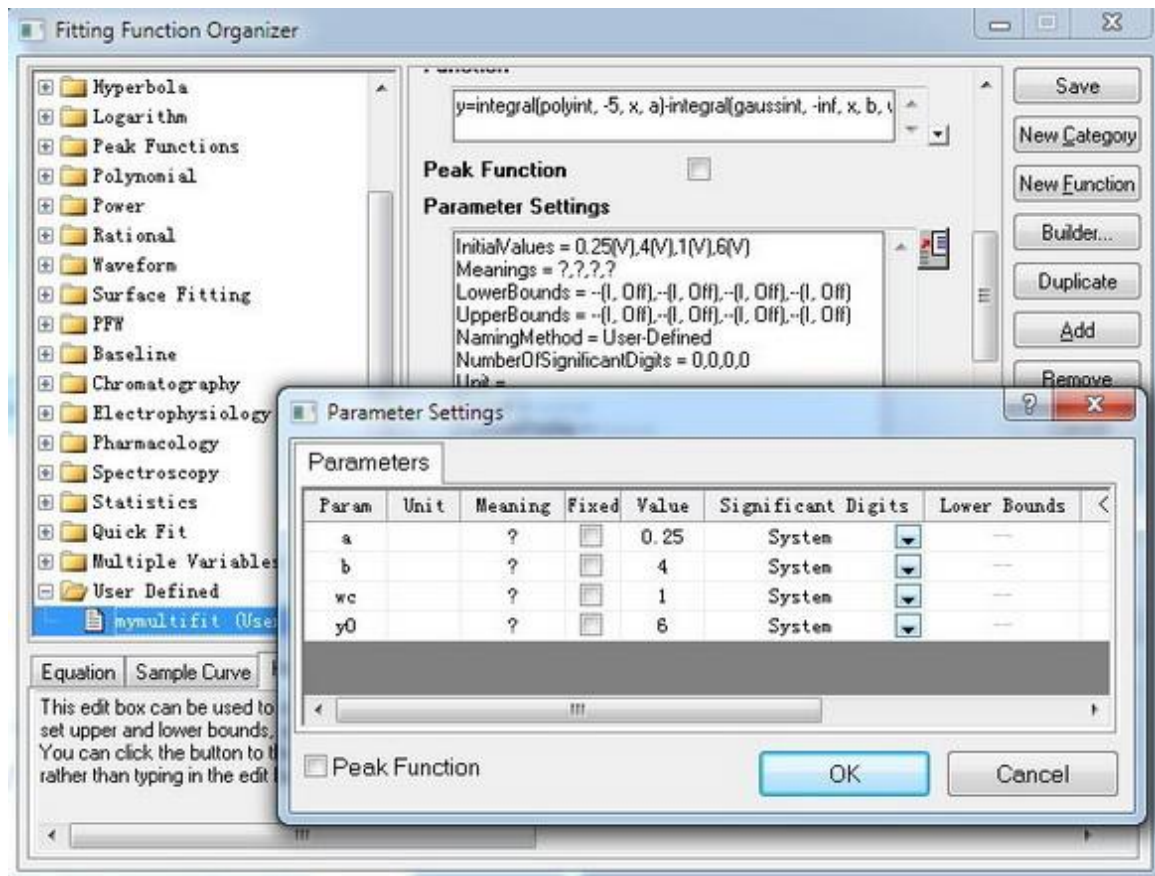 Fitting Function Organizer
Hyperbola
Logarithm
Peak Functions
Polynomial
Power
Rational
Waveform
Surface Fitting
PFW
Baseline
Chromatography
Electrophysiology
Pharmacology
Spectroscopy
Statistics
Quick Fit
Multiple Variables
User Defined
mymultifit (Use
Function
y=integral(polyint, -5, x, a)-integral(gaussint, -inf, x, b,
Peak Function
Parameter Settings
InitialValues = 0.25(V),4(V),1(V),6(V)
Meanings = ?,?,?,?
LowerBounds = --(I, Off),--(I, Off),--(I, Off),--(I, Off)
UpperBounds = --(I, Off),--(I, Off),--(I, Off),--(I, Off)
NamingMethod = User-Defined
NumberOfSignificantDigits = 0,0,0,0
Unit =
Save
New Category
New Function
Builder...
Duplicate
Add
Remove
Equation Sample Curve
This edit box can be used to
set upper and lower bounds,
You can click the button to t
rather than typing in the edit
Parameter Settings
Parameters
Param Unit Meaning Fixed Value Significant Digits Lower Bounds
a ? 0.25 System --
b ? 4 System --
wc ? 1 System --
y0 ? 6 System --
Peak Function
OK
Cancel